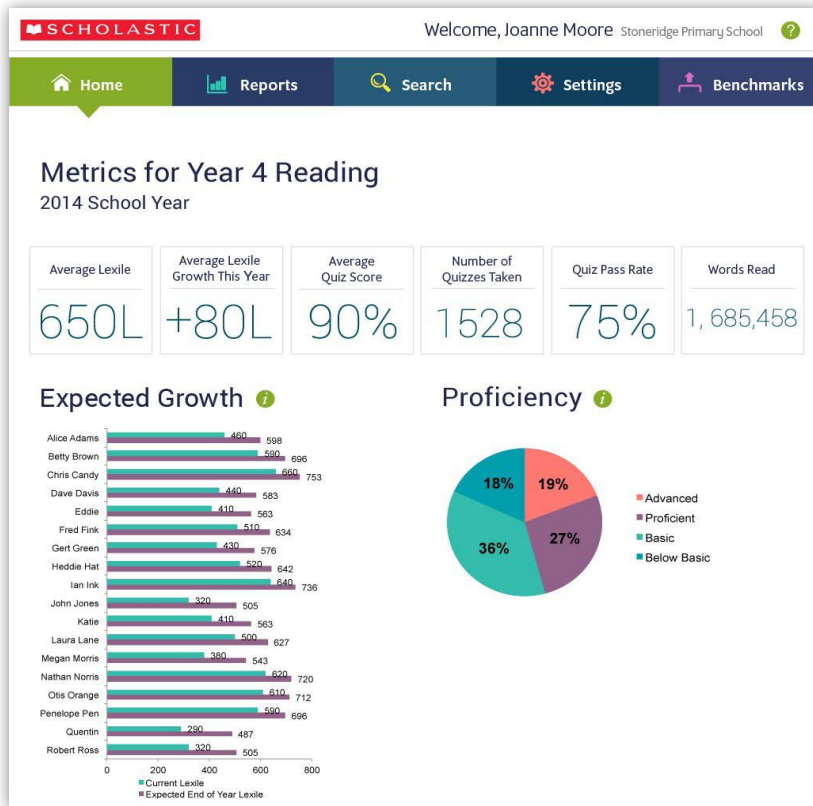 SCHOLASTIC
Welcome, Joanne Moore Stoneridge Primary School ?
Home Reports Search Settings Benchmarks
Metrics for Year 4 Reading
2014 School Year
Average Lexile
650L
Average Lexile
Growth This Year
+80L
Average
Quiz Score
90%
Number of
Quizzes Taken
1528
Quiz Pass Rate
75%
Words Read
1, 685,458
Expected Growth i
Alice Adams 460 598
Betty Brown 590 696
Chris Candy 660 753
Dave Davis 440 583
Eddie 410 563
Fred Fink 510 634
Gert Green 430 576
Heddie Hat 520 642
Ian Ink 640 736
John Jones 320 505
Katie 410 563
Laura Lane 500 627
Megan Morris 380 543
Nathan Norris 620 720
Otis Orange 610 712
Penelope Pen 590 696
Quentin 290 487
Robert Ross 320 505
0 200 400 600 800
Current Lexile
Expected End of Year Lexile
Proficiency i
18% 19%
36% 27%
Advanced
Proficient
Basic
Below Basic